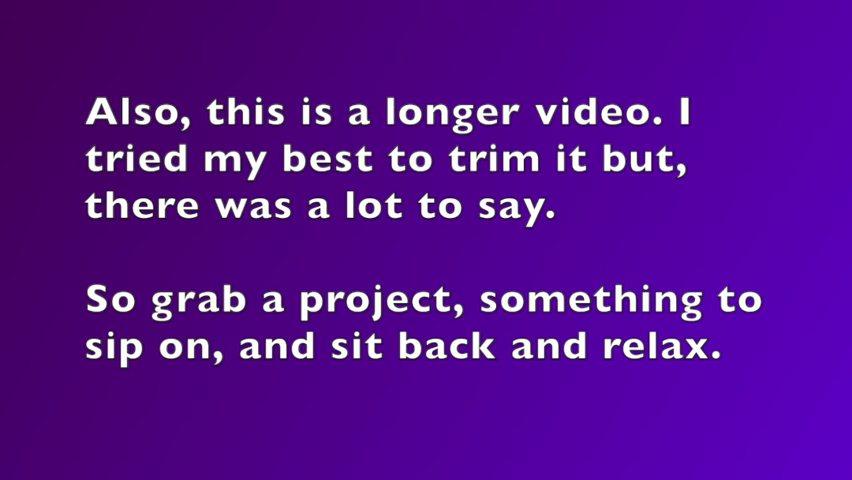 Also, this is a longer video. I
tried my best to trim it but,
there was a lot to say.
So grab a project, something to
sip on, and sit back and relax.